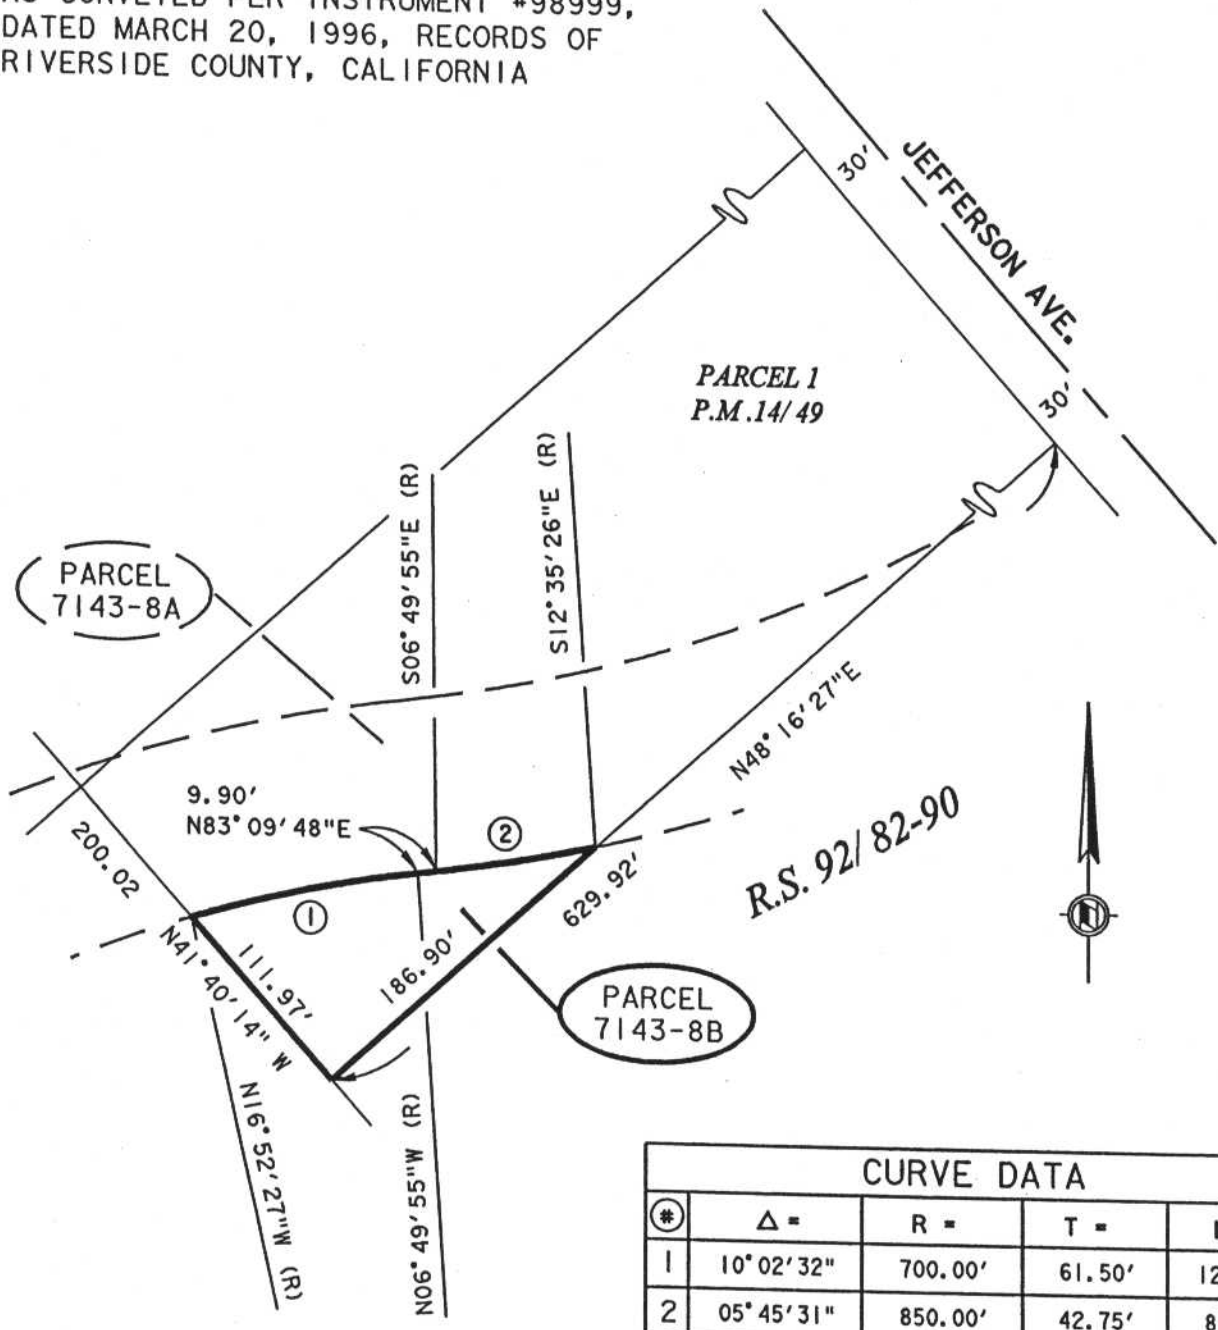 DATED MARCH 20, 1996, RECORDS OF
RIVERSIDE COUNTY, CALIFORNIA
30'
JEFFERSON AVE.
30'
PARCEL 1
P.M.14/49
S06°49'55"E (R)
S12°35'26"E (R)
PARCEL
7143-8A
N48°16'27"E
9.90'
N83°09'48"E
2
R.S. 92/ 82-90
200.02
1
629.92'
N41°40'14" W
111.97'
186.90'
PARCEL
7143-8B
N16°52'27"W (R)
N06°49'55"W (R)
CURVE DATA
# Δ = R = T =
1 10°02'32" 700.00' 61.50'
2 05°45'31" 850.00' 42.75'